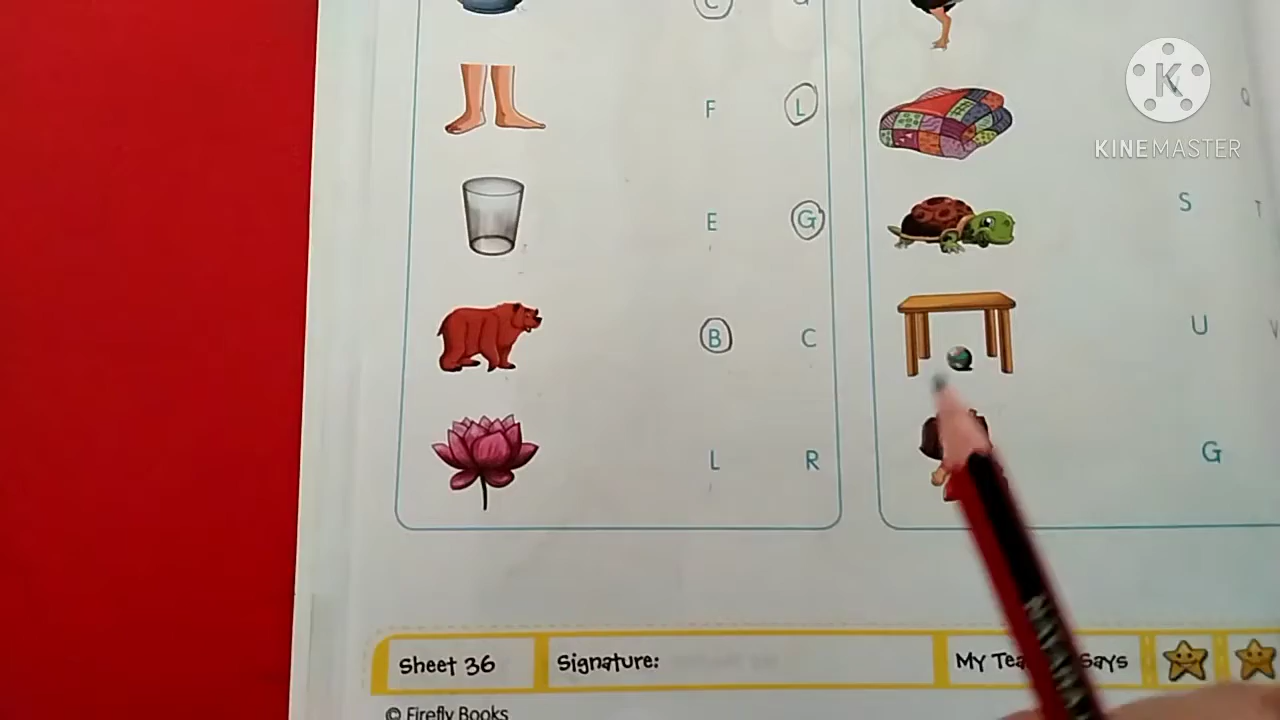 C
F L
E G
B C
L R
Q
S T
U V
G
K
KINEMASTER
Sheet 36
Signature:
My Tea Says
© Firefly Books